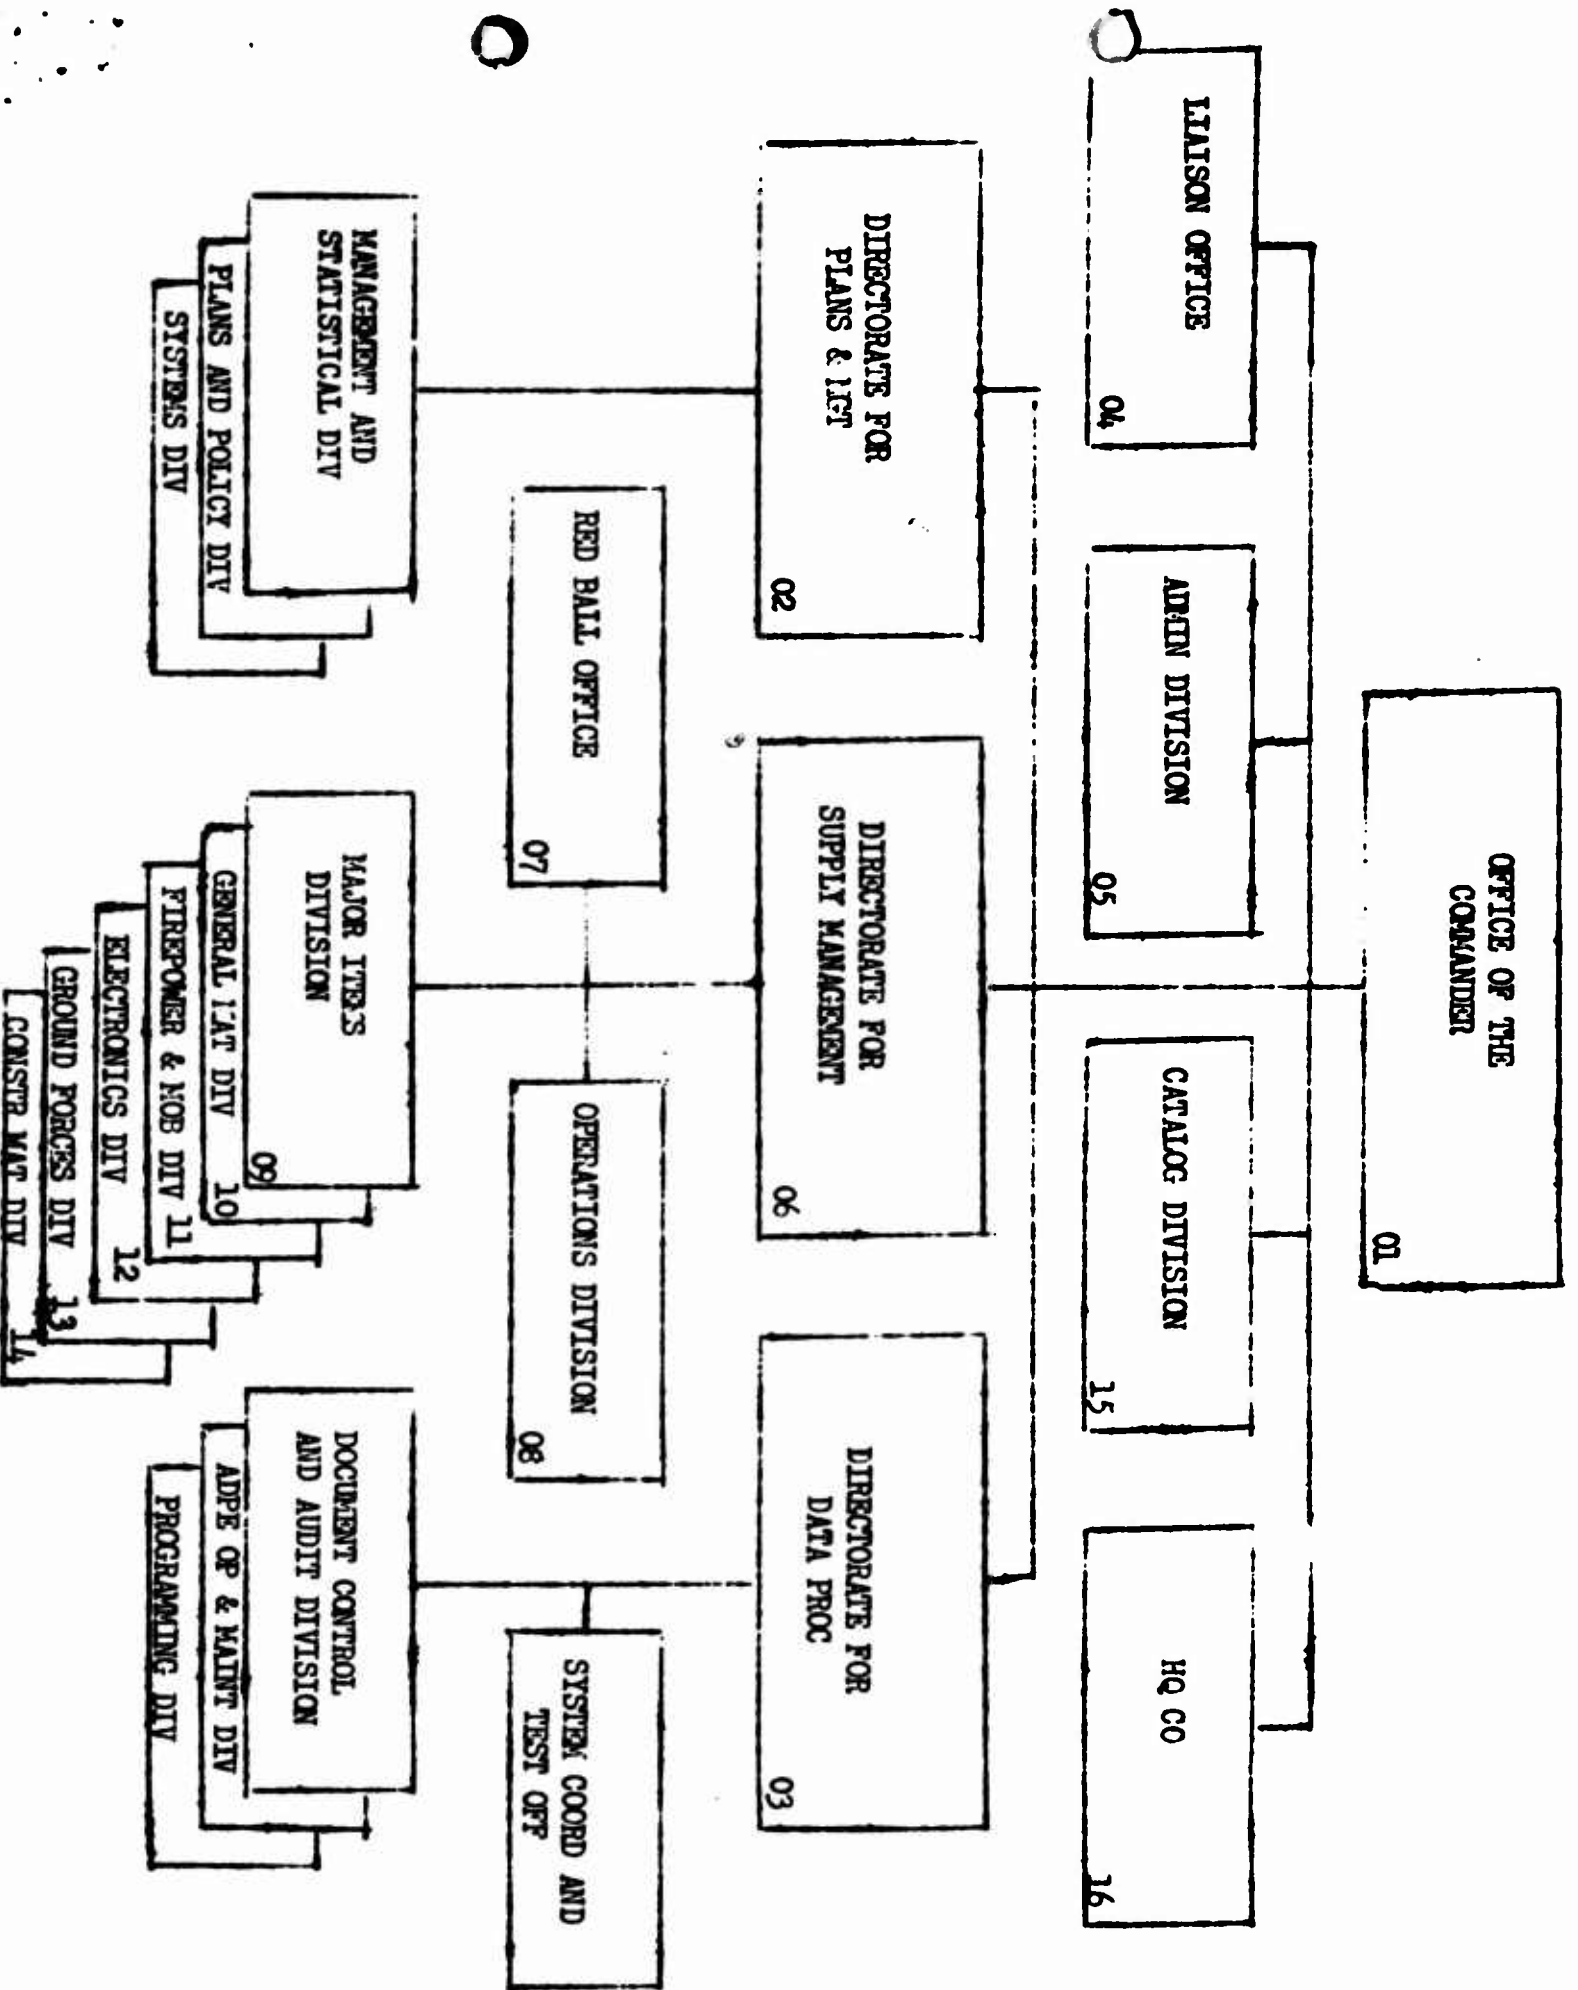 OFFICE OF THE
COMMANDER
01
LIAISON OFFICE
04
ADMIN DIVISION
05
CATALOG DIVISION
15
HQ CO
16
DIRECTORATE FOR
PLANS & MGT
02
DIRECTORATE FOR
SUPPLY MANAGEMENT
06
DIRECTORATE FOR
DATA PROC
03
RED BALL OFFICE
07
OPERATIONS DIVISION
08
SYSTEM COORD AND
TEST OFF
MANAGEMENT AND
STATISTICAL DIV
PLANS AND POLICY DIV
SYSTEMS DIV
MAJOR ITEMS
DIVISION
09
GENERAL MAT DIV 10
FIREPOWER & MOB DIV 11
ELECTRONICS DIV 12
GROUND FORCES DIV 13
CONSTR MAT DIV 14
DOCUMENT CONTROL
AND AUDIT DIVISION
ADPE OP & MAINT DIV
PROGRAMMING DIV